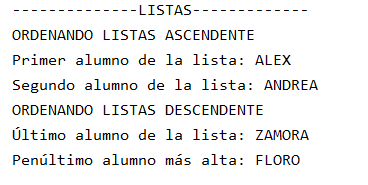 --------------LISTAS-------------
ORDENANDO LISTAS ASCENDENTE
Primer alumno de la lista: ALEX
Segundo alumno de la lista: ANDREA
ORDENANDO LISTAS DESCENDENTE
Último alumno de la lista: ZAMORA
Penúltimo alumno más alta: FLORO